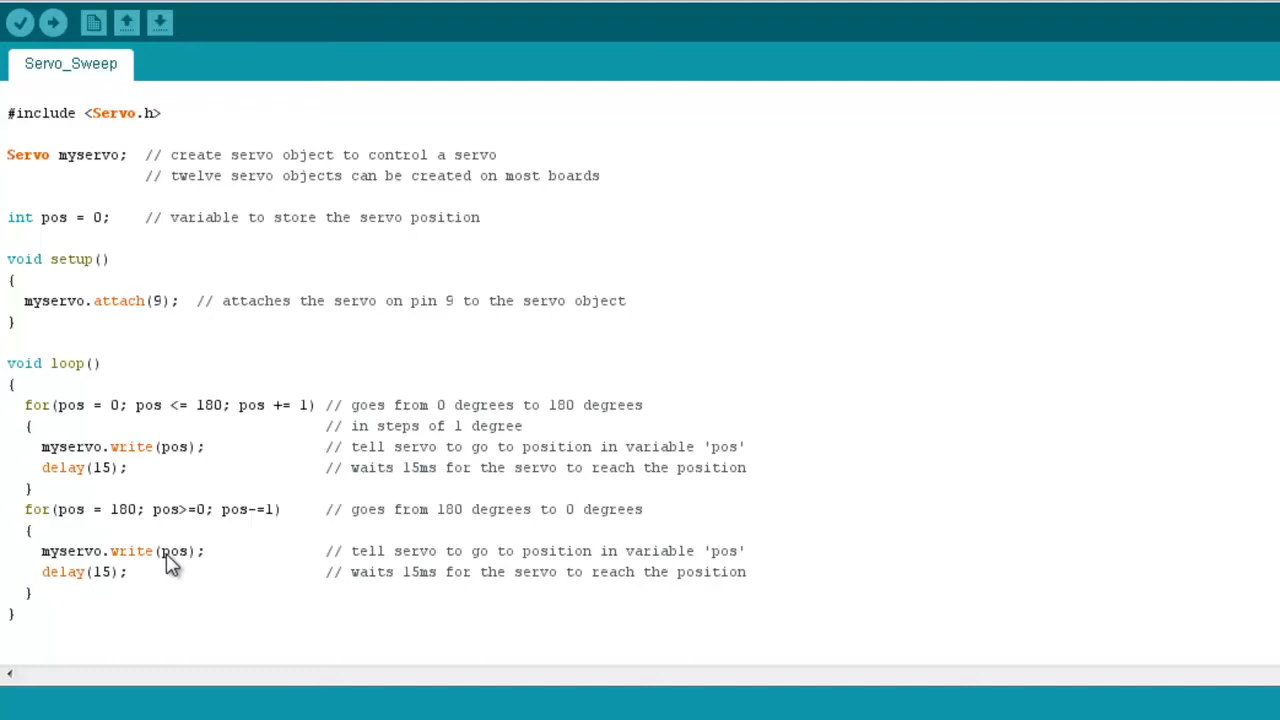 Servo_Sweep
#include <Servo.h>
Servo myservo;  // create servo object to control a servo
                // twelve servo objects can be created on most boards
int pos = 0;    // variable to store the servo position
void setup()
{
  myservo.attach(9);  // attaches the servo on pin 9 to the servo object
}
void loop()
{
  for(pos = 0; pos <= 180; pos += 1) // goes from 0 degrees to 180 degrees
  {                                  // in steps of 1 degree
    myservo.write(pos);              // tell servo to go to position in variable 'pos'
    delay(15);                       // waits 15ms for the servo to reach the position
  }
  for(pos = 180; pos>=0; pos-=1)     // goes from 180 degrees to 0 degrees
  {
    myservo.write(pos);              // tell servo to go to position in variable 'pos'
    delay(15);                       // waits 15ms for the servo to reach the position
  }
}